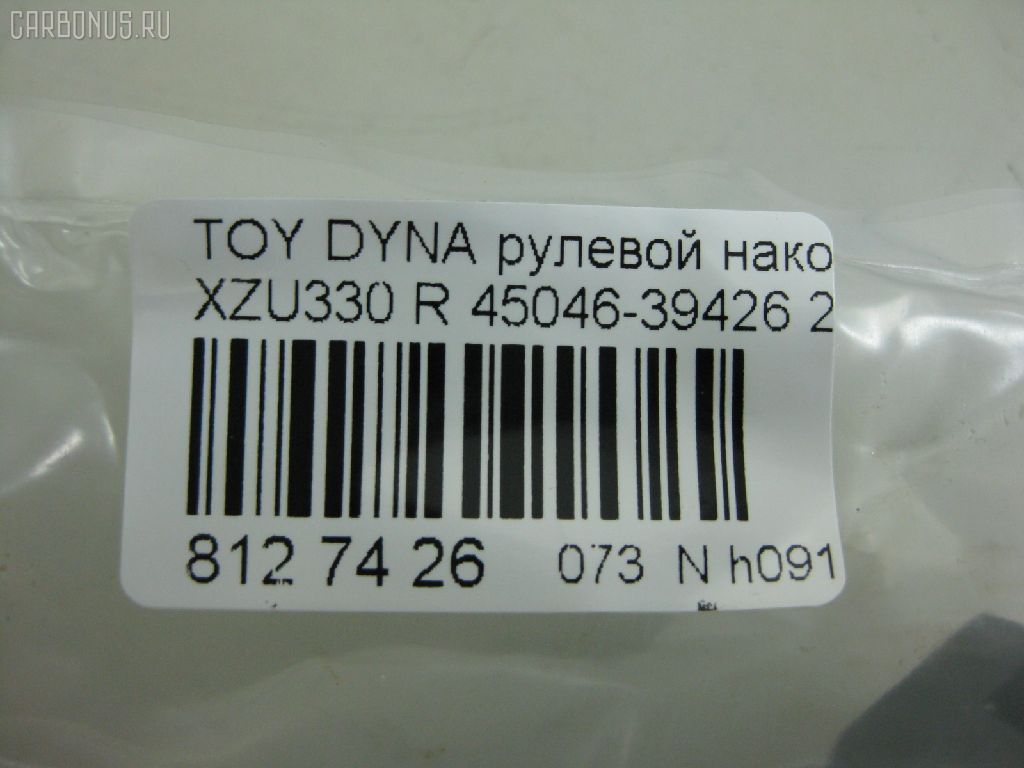 CARBONUS.RU
TOY DYNA рулевой нако
XZU330 R 45046-39426 2
812 74 26 073 N h091